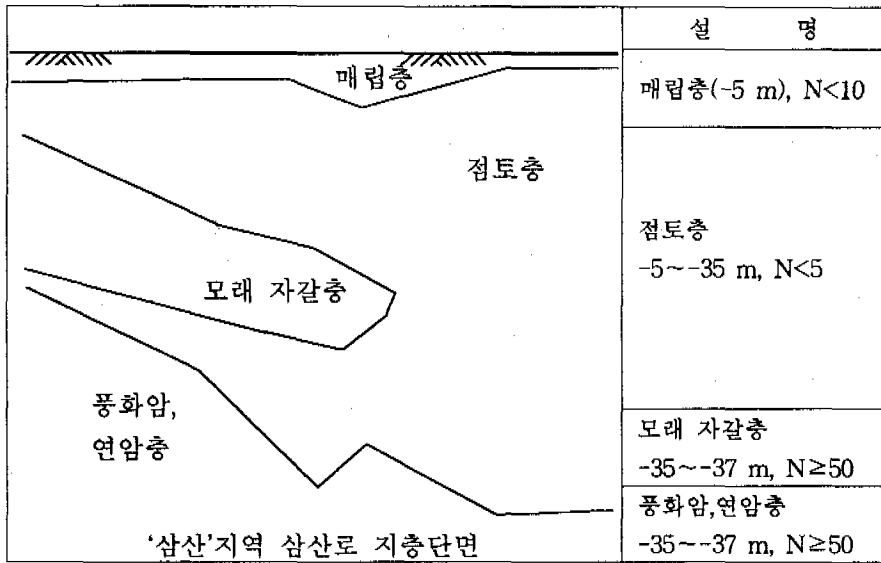 설 명
매립층
매립층(-5 m), N<10
점토층
점토층
-5~-35 m, N<5
모래 자갈층
풍화암,
연암층
모래 자갈층
-35~-37 m, N≥50
풍화암,연암층
-35~-37 m, N≥50
'삼산'지역 삼산로 지층단면